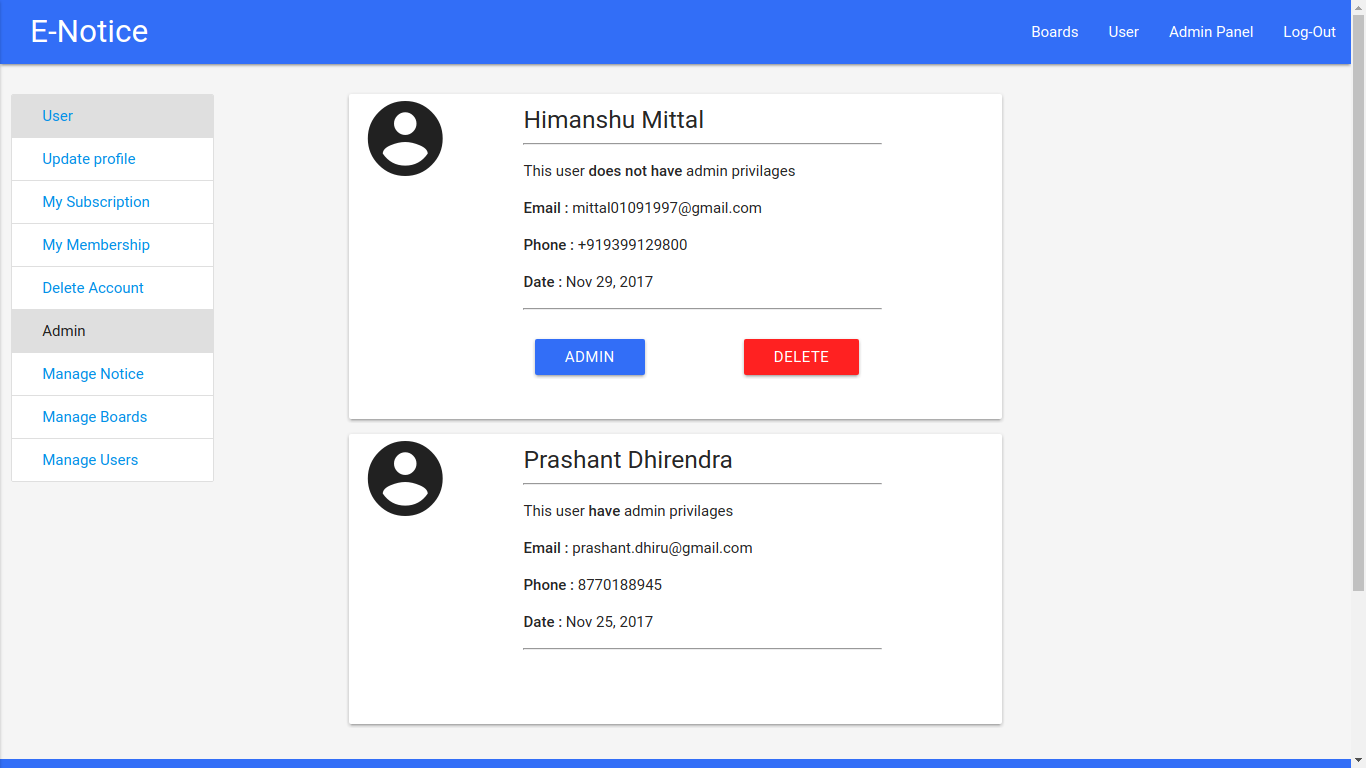 E-Notice
Boards User Admin Panel Log-Out
User
Update profile
My Subscription
My Membership
Delete Account
Admin
Manage Notice
Manage Boards
Manage Users
Himanshu Mittal
This user does not have admin privilages
Email : mittal01091997@gmail.com
Phone : +919399129800
Date : Nov 29, 2017
ADMIN DELETE
Prashant Dhirendra
This user have admin privilages
Email : prashant.dhiru@gmail.com
Phone : 8770188945
Date : Nov 25, 2017